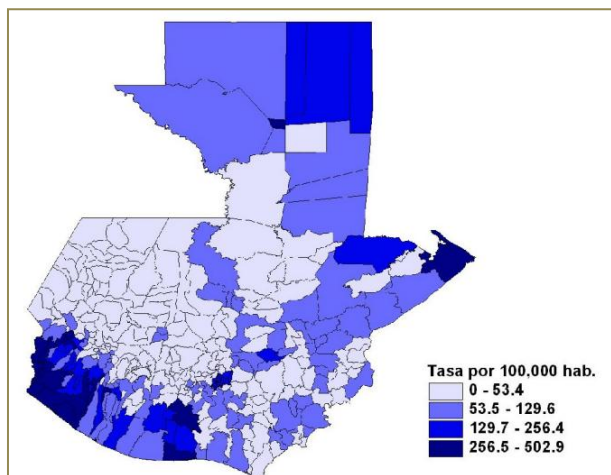 Tasa por 100,000 hab.
0 - 53.4
53.5 - 129.6
129.7 - 256.4
256.5 - 502.9